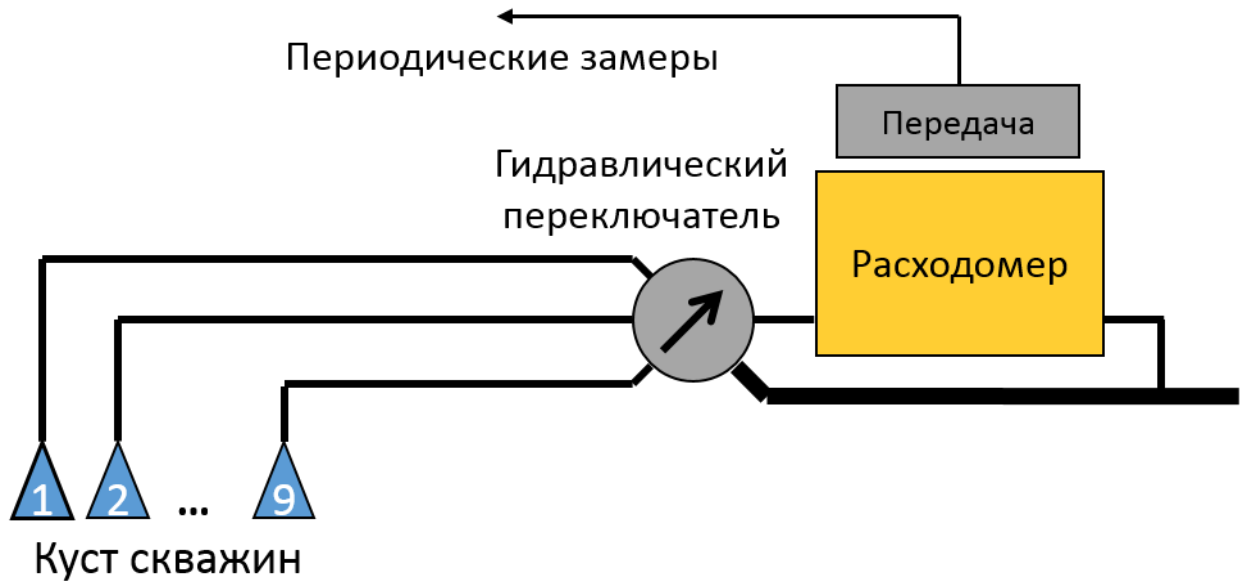 Периодические замеры
Передача
Гидравлический
переключатель
Расходомер
1 2 ... 9
Куст скважин